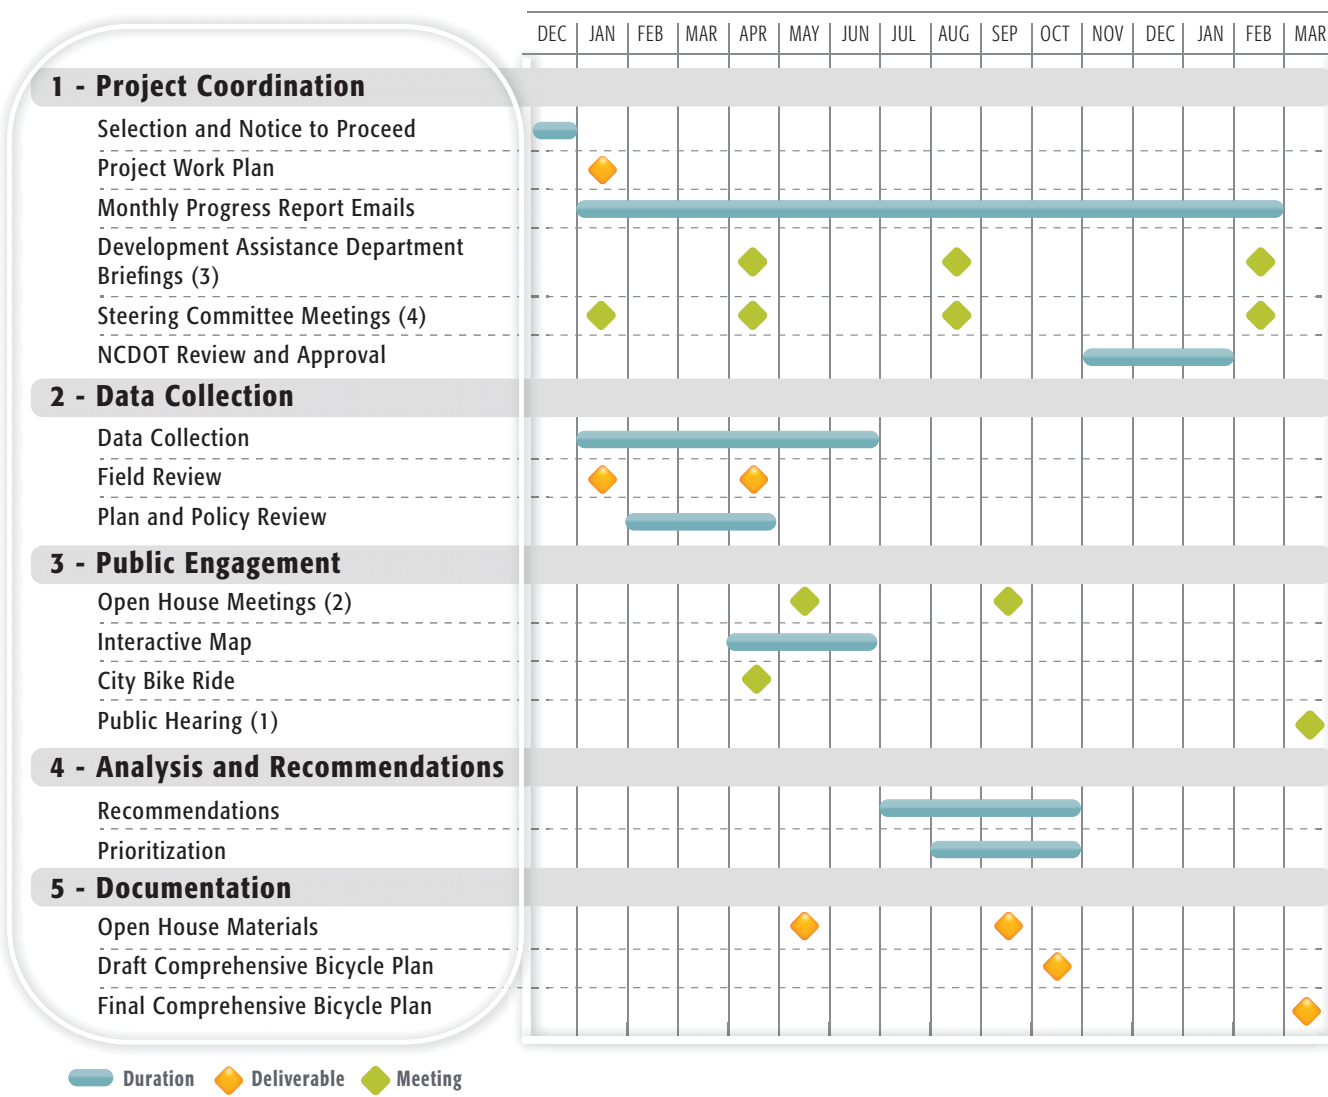 DEC JAN FEB MAR APR MAY JUN JUL AUG SEP OCT NOV DEC JAN FEB MAR
1 - Project Coordination
Selection and Notice to Proceed
Project Work Plan
Monthly Progress Report Emails
Development Assistance Department
Briefings (3)
Steering Committee Meetings (4)
NCDOT Review and Approval
2 - Data Collection
Data Collection
Field Review
Plan and Policy Review
3 - Public Engagement
Open House Meetings (2)
Interactive Map
City Bike Ride
Public Hearing (1)
4 - Analysis and Recommendations
Recommendations
Prioritization
5 - Documentation
Open House Materials
Draft Comprehensive Bicycle Plan
Final Comprehensive Bicycle Plan
Duration Deliverable Meeting